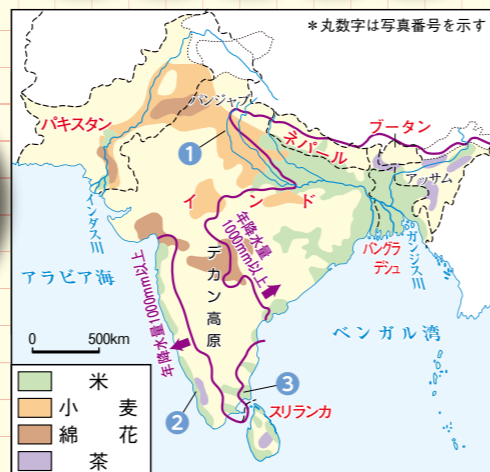 *丸数字は写真番号を示す
パンジャブ
パキスタン
1
ネパール
ブータン
アッサム
インダス川
インド
年降水量
1000mm以上
ガンジス川
バングラ
デシュ
アラビア海
デカン高原
年降水量1000mm以上
ベンガル湾
0 500km
2
3
スリランカ
米
小麦
綿花
茶